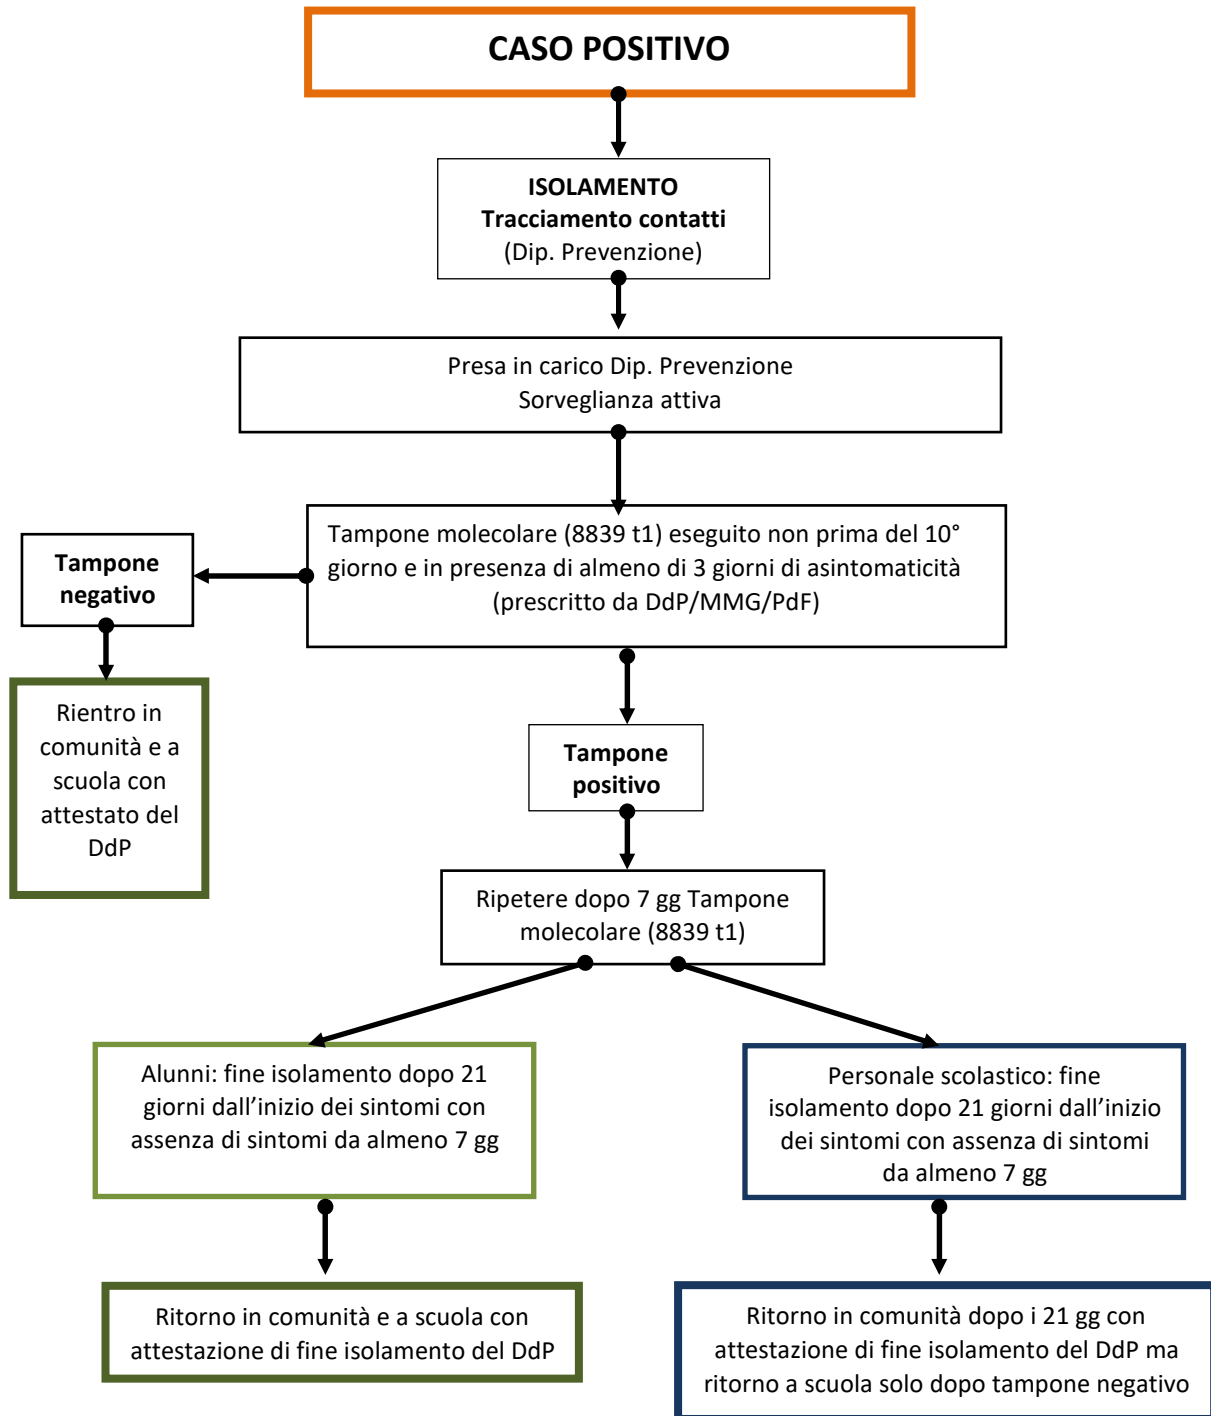 CASO POSITIVO
ISOLAMENTO
Tracciamento contatti
(Dip. Prevenzione)
Presa in carico Dip. Prevenzione
Sorveglianza attiva
Tampone molecolare (8839 t1) eseguito non prima del 10°
giorno e in presenza di almeno di 3 giorni di asintomaticità
(prescritto da DdP/MMG/PdF)
Tampone
negativo
Rientro in
comunità e a
scuola con
attestato del
DdP
Tampone
positivo
Ripetere dopo 7 gg Tampone
molecolare (8839 t1)
Alunni: fine isolamento dopo 21
giorni dall’inizio dei sintomi con
assenza di sintomi da almeno 7 gg
Personale scolastico: fine
isolamento dopo 21 giorni dall’inizio
dei sintomi con assenza di sintomi
da almeno 7 gg
Ritorno in comunità e a scuola con
attestazione di fine isolamento del DdP
Ritorno in comunità dopo i 21 gg con
attestazione di fine isolamento del DdP ma
ritorno a scuola solo dopo tampone negativo